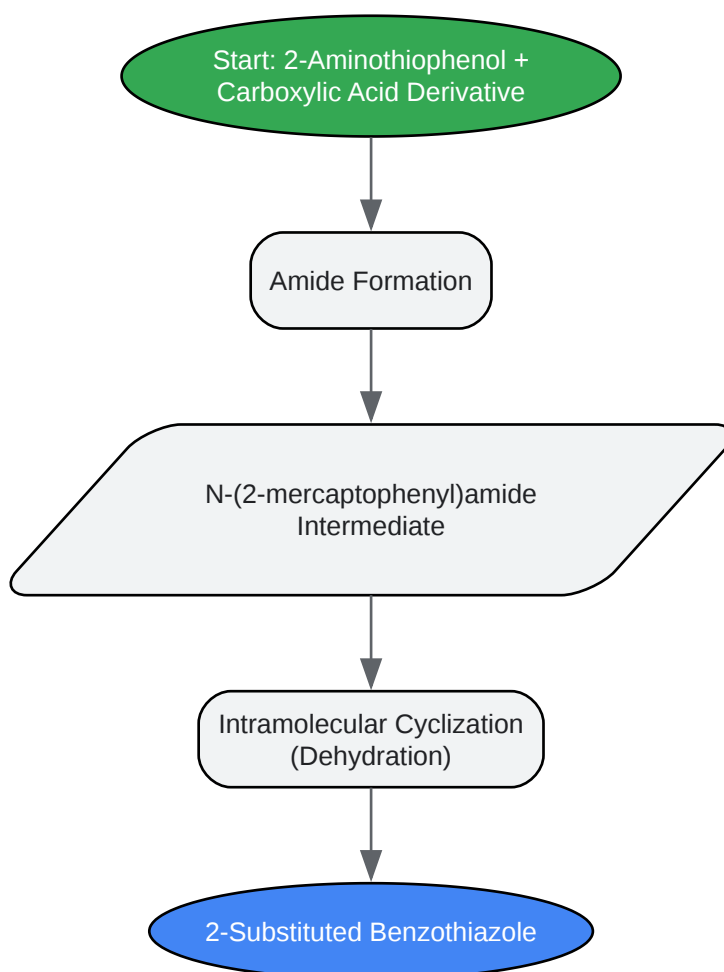 Start: 2-Aminothiophenol +
Carboxylic Acid Derivative
Amide Formation
N-(2-mercaptophenyl)amide
Intermediate
Intramolecular Cyclization
(Dehydration)
2-Substituted Benzothiazole